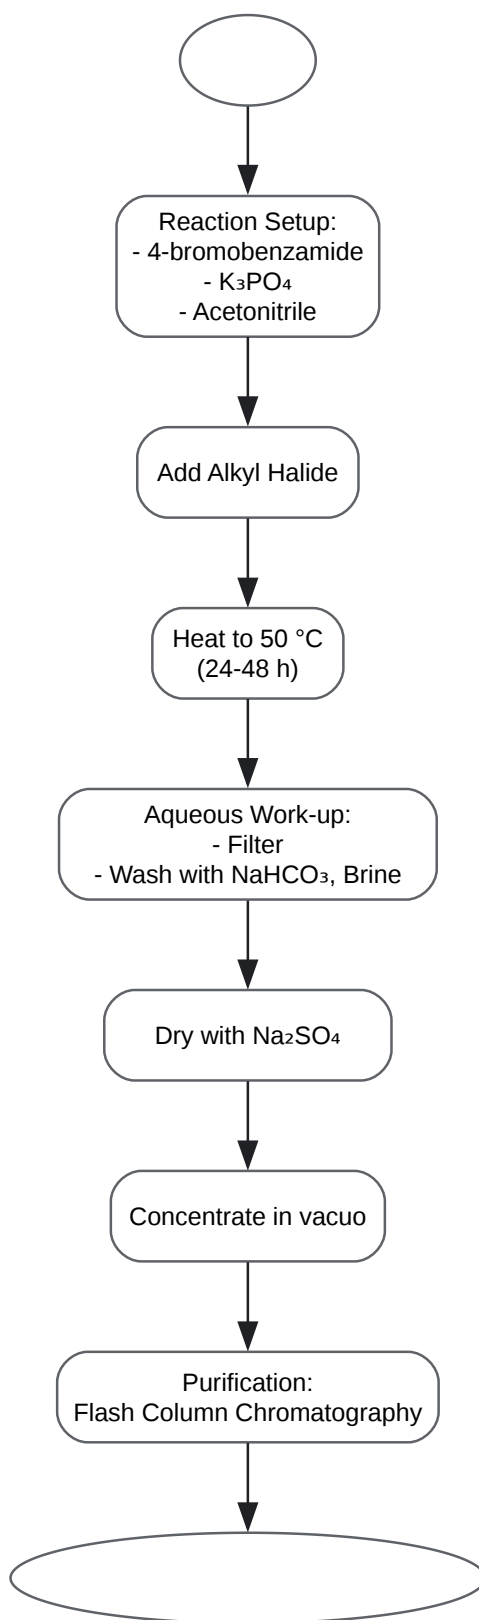 Reaction Setup:
- 4-bromobenzamide
- K₃PO₄
- Acetonitrile
Add Alkyl Halide
Heat to 50 °C
(24-48 h)
Aqueous Work-up:
- Filter
- Wash with NaHCO₃, Brine
Dry with Na₂SO₄
Concentrate in vacuo
Purification:
Flash Column Chromatography